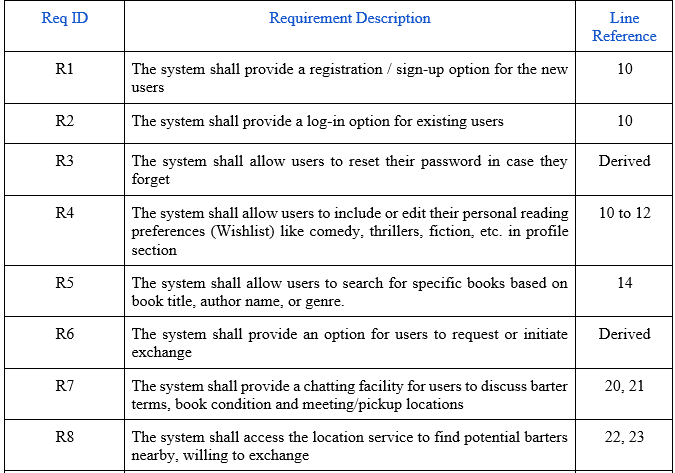 Req ID Requirement Description Line
Reference
R1 The system shall provide a registration / sign-up option for the new 10
users
R2 The system shall provide a log-in option for existing users 10
R3 The system shall allow users to reset their password in case they Derived
forget
R4 The system shall allow users to include or edit their personal reading 10 to 12
preferences (Wishlist) like comedy, thrillers, fiction, etc. in profile
section
R5 The system shall allow users to search for specific books based on 14
book title, author name, or genre.
R6 The system shall provide an option for users to request or initiate Derived
exchange
R7 The system shall provide a chatting facility for users to discuss barter 20, 21
terms, book condition and meeting/pickup locations
R8 The system shall access the location service to find potential barters 22, 23
nearby, willing to exchange